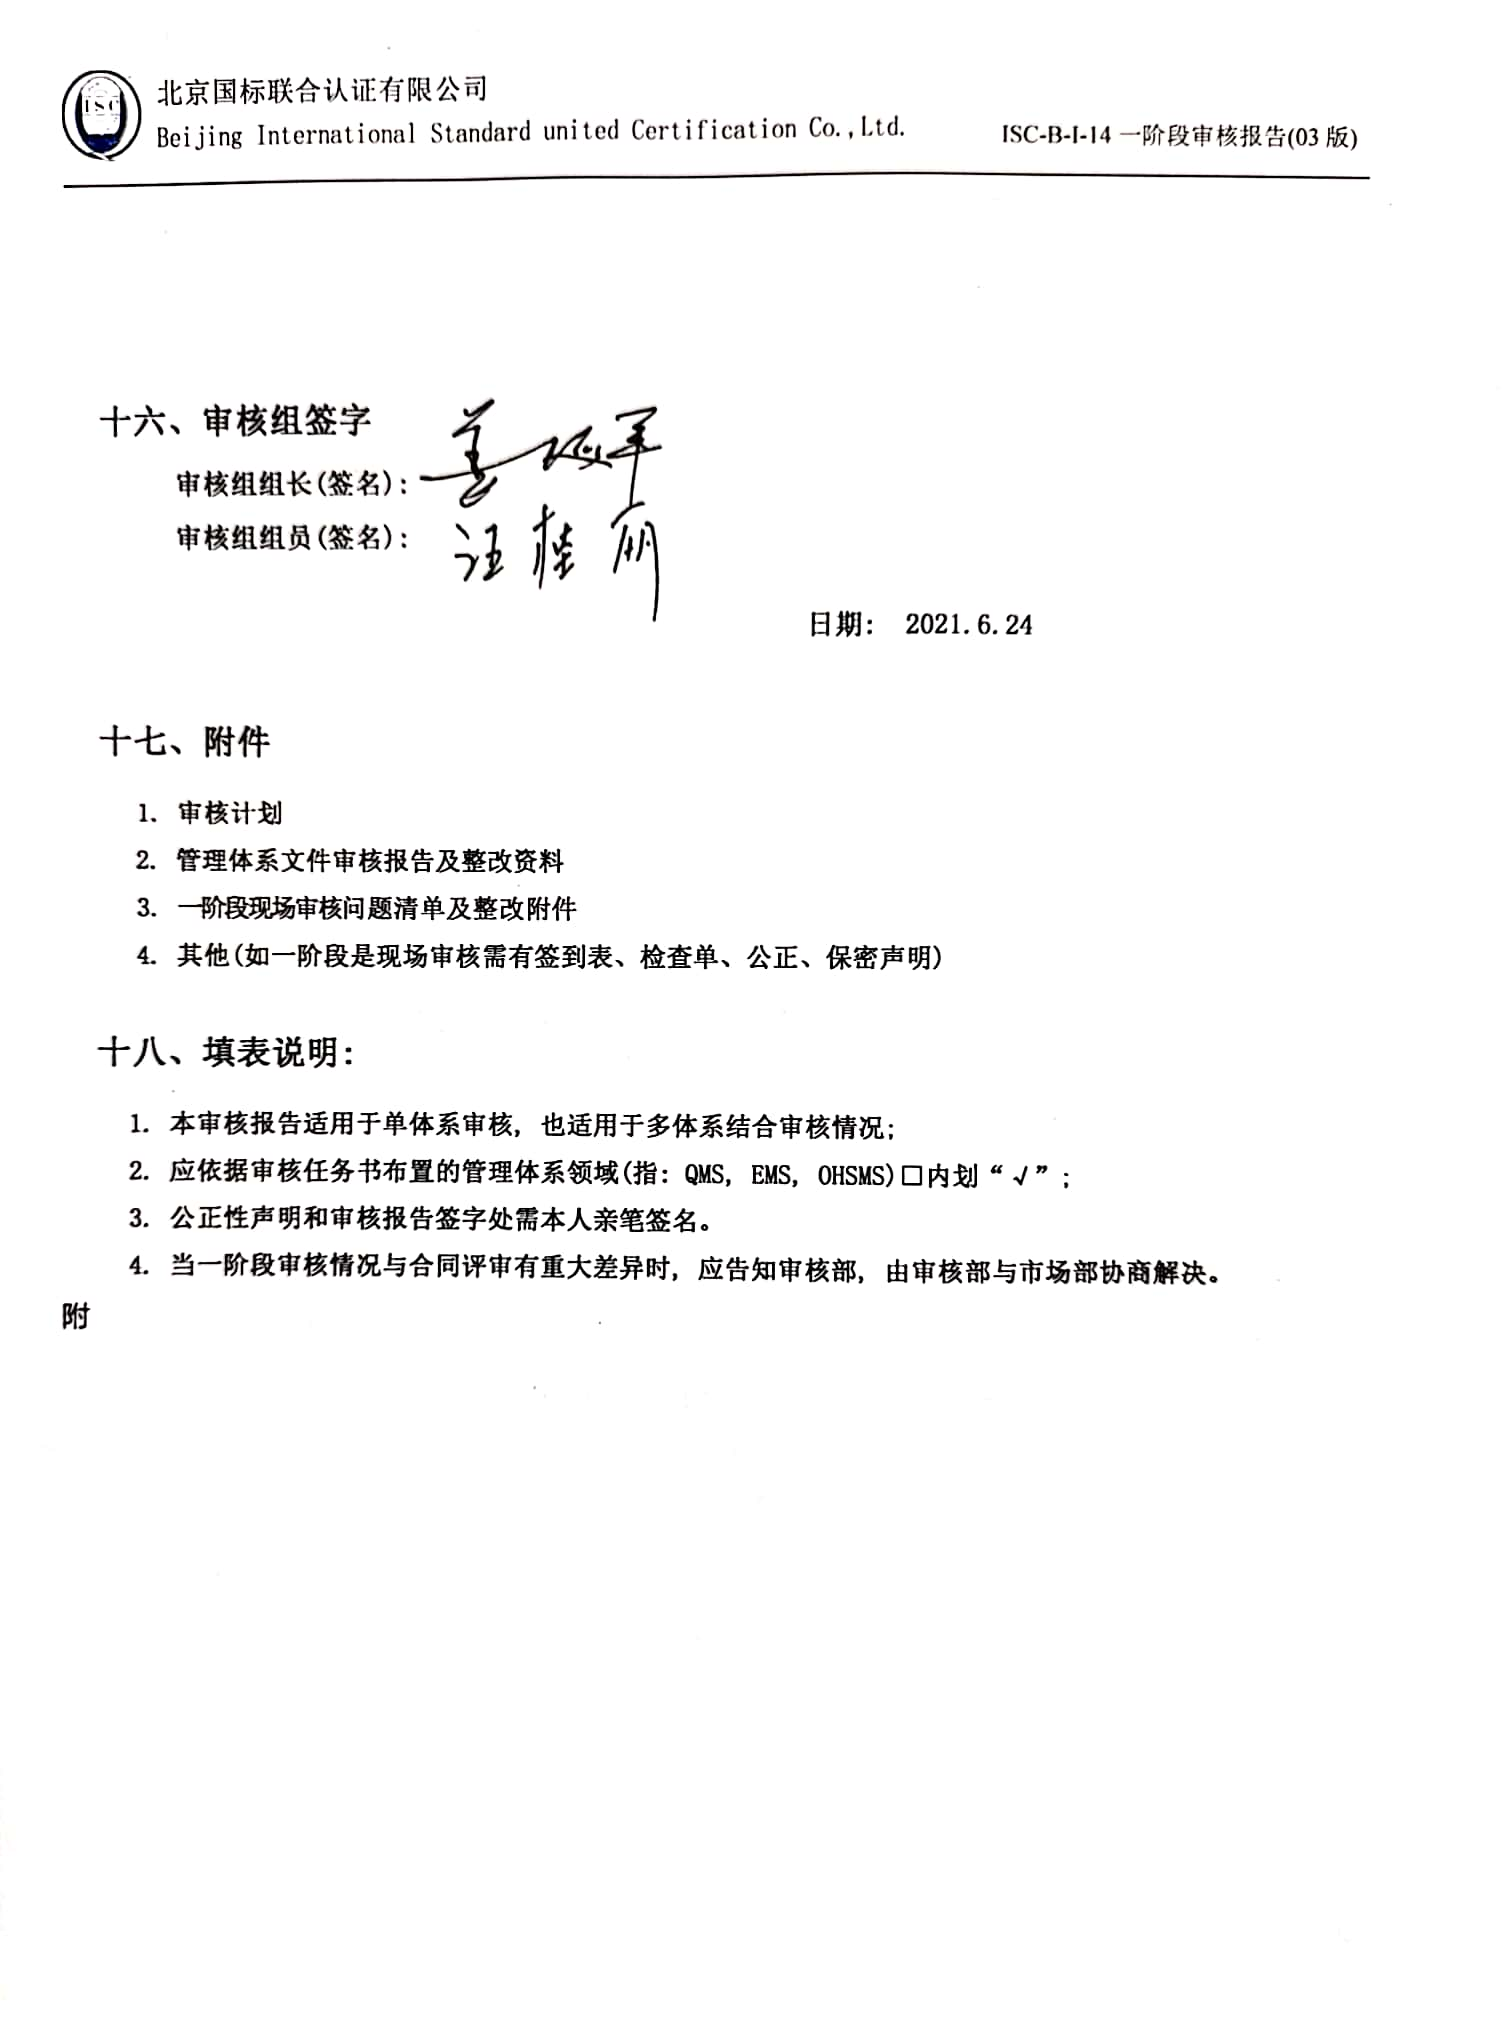 ISC
北京国标联合认证有限公司
Beijing International Standard united Certification Co.,Ltd.
ISC-B-I-14 一阶段审核报告(03 版)
十六、审核组签字
审核组组长(签名):
审核组组员(签名): 汪桂丽
日期: 2021.6.24
十七、附件
1. 审核计划
2. 管理体系文件审核报告及整改资料
3. 一阶段现场审核问题清单及整改附件
4. 其他(如一阶段是现场审核需有签到表、检查单、公正、保密声明)
十八、填表说明:
1. 本审核报告适用于单体系审核, 也适用于多体系结合审核情况;
2. 应依据审核任务书布置的管理体系领域(指: QMS, EMS, OHSMS)□内划“√”;
3. 公正性声明和审核报告签字处需本人亲笔签名。
4. 当一阶段审核情况与合同评审有重大差异时, 应告知审核部, 由审核部与市场部协商解决。
附